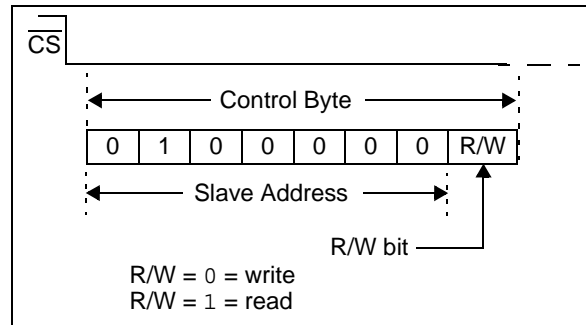 CS
Control Byte
0 1 0 0 0 0 0 R/W
Slave Address
R/W bit
R/W = 0 = write
R/W = 1 = read